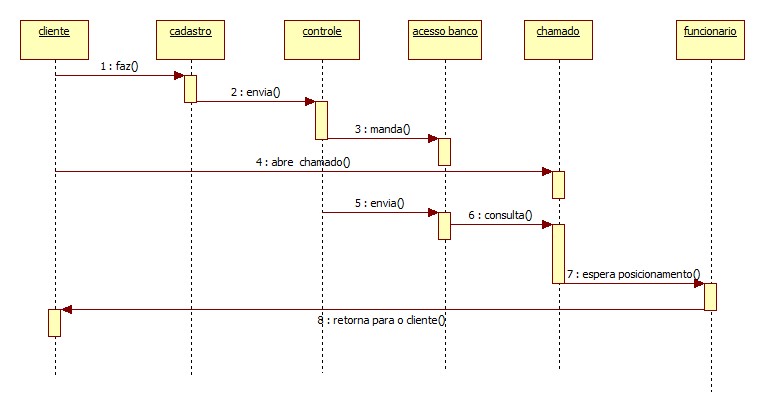 cliente
cadastro
controle
acesso banco
chamado
funcionario
1 : faz()
2 : envia()
3 : manda()
4 : abre  chamado()
5 : envia()
6 : consulta()
7 : espera posicionamento()
8 : retorna para o cliente()